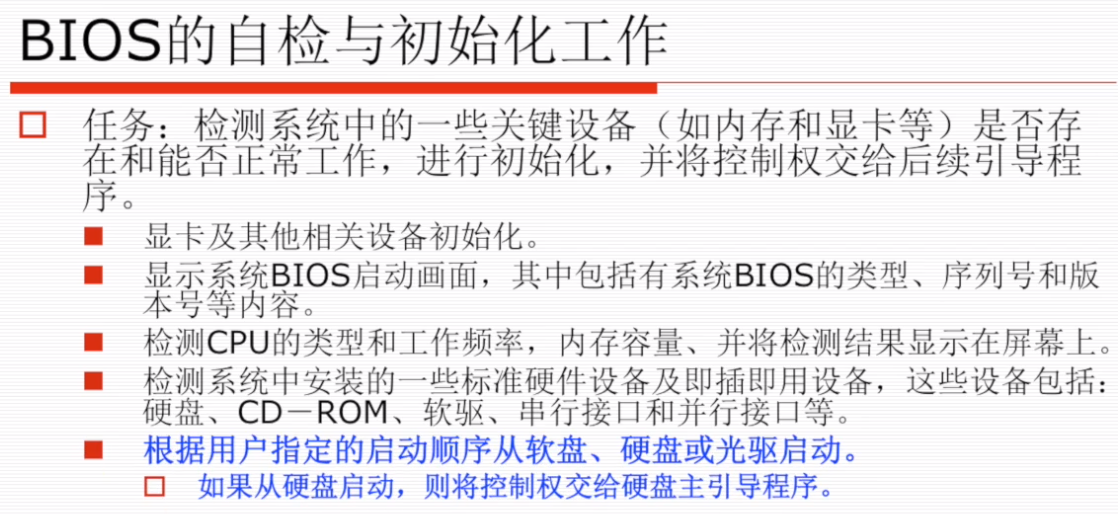 BIOS的自检与初始化工作
任务：检测系统中的一些关键设备（如内存和显卡等）是否存
在和能否正常工作，进行初始化，并将控制权交给后续引导程
序。
显卡及其他相关设备初始化。
显示系统BIOS启动画面，其中包括有系统BIOS的类型、序列号和版
本号等内容。
检测CPU的类型和工作频率，内存容量、并将检测结果显示在屏幕上。
检测系统中安装的一些标准硬件设备及即插即用设备，这些设备包括：
硬盘、CD－ROM、软驱、串行接口和并行接口等。
根据用户指定的启动顺序从软盘、硬盘或光驱启动。
如果从硬盘启动，则将控制权交给硬盘主引导程序。